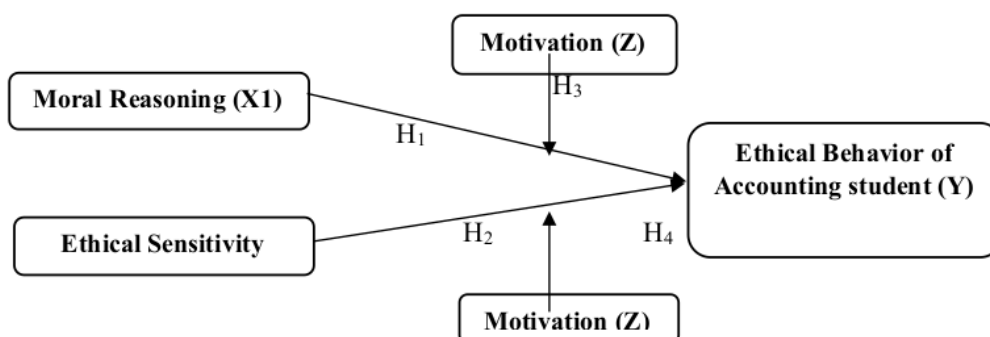 Motivation (Z)
H3
Moral Reasoning (X1)
H1
Ethical Behavior of
Accounting student (Y)
Ethical Sensitivity
H2
H4
Motivation (Z)